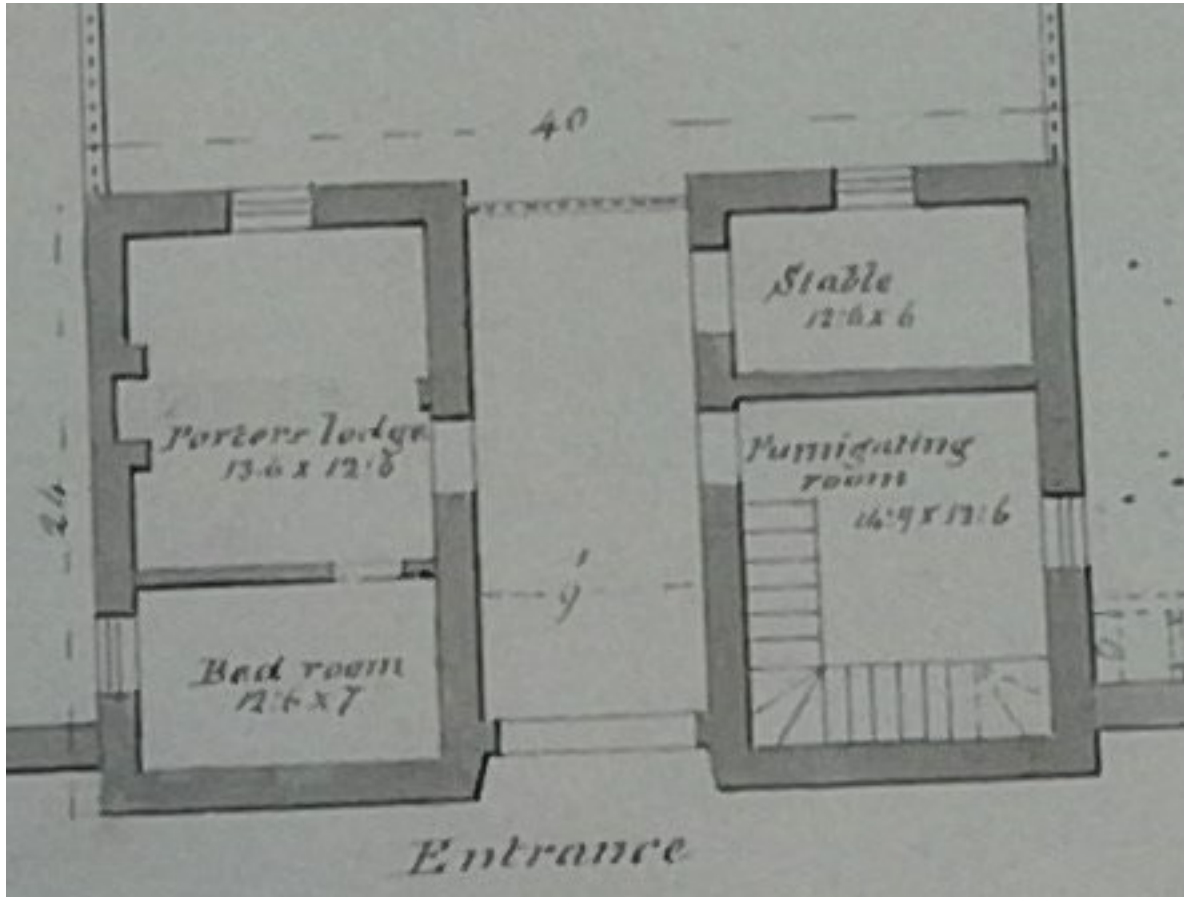 40
Stable
12:6 x 6
Porters lodge
13.6 x 12:6
Fumigating
room
14:9 x 12:6
24
9'
Bed room
12:6 x 7
Entrance